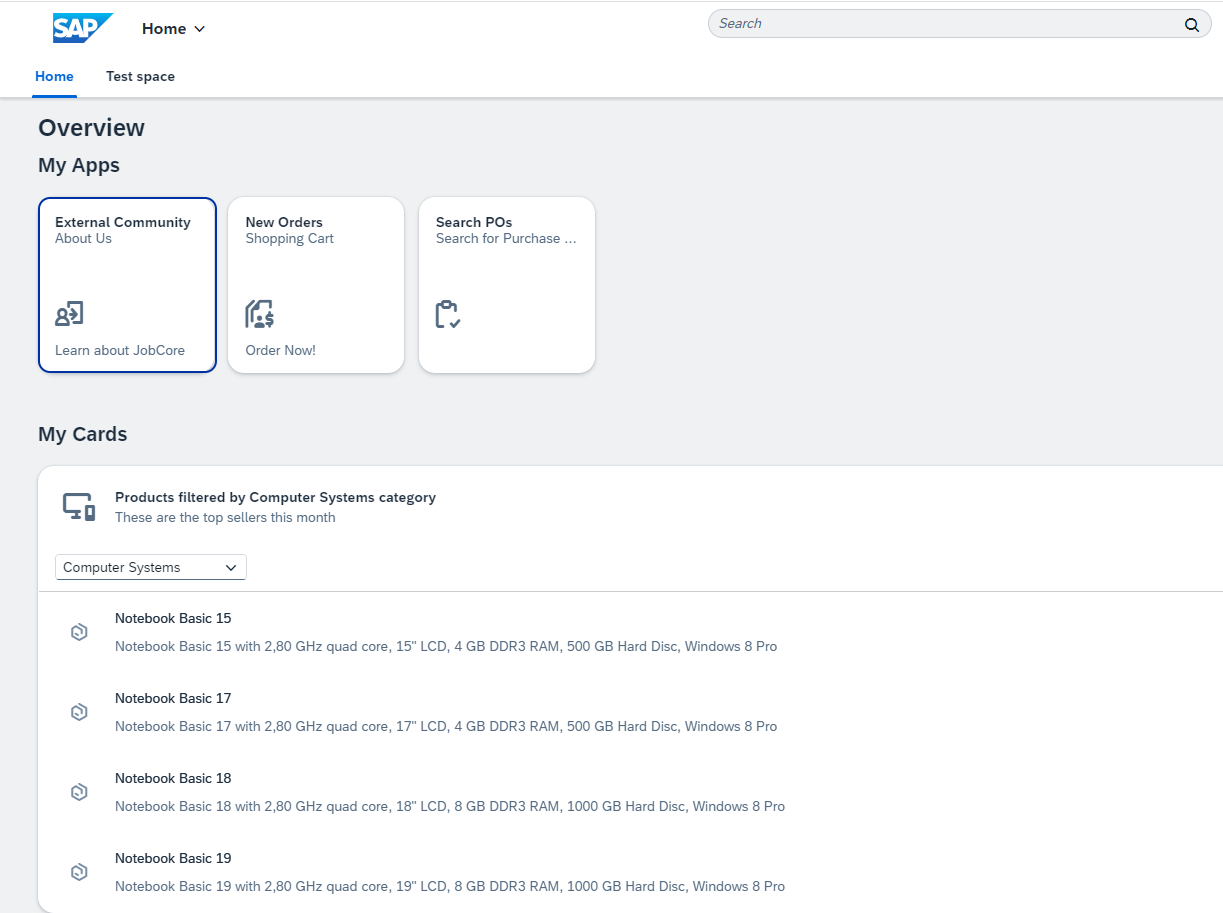 SAP
Home
Search
Home
Test space
Overview
My Apps
External Community
About Us
Learn about JobCore
New Orders
Shopping Cart
Order Now!
Search POs
Search for Purchase ...
My Cards
Products filtered by Computer Systems category
These are the top sellers this month
Computer Systems
Notebook Basic 15
Notebook Basic 15 with 2,80 GHz quad core, 15" LCD, 4 GB DDR3 RAM, 500 GB Hard Disc, Windows 8 Pro
Notebook Basic 17
Notebook Basic 17 with 2,80 GHz quad core, 17" LCD, 4 GB DDR3 RAM, 500 GB Hard Disc, Windows 8 Pro
Notebook Basic 18
Notebook Basic 18 with 2,80 GHz quad core, 18" LCD, 8 GB DDR3 RAM, 1000 GB Hard Disc, Windows 8 Pro
Notebook Basic 19
Notebook Basic 19 with 2,80 GHz quad core, 19" LCD, 8 GB DDR3 RAM, 1000 GB Hard Disc, Windows 8 Pro